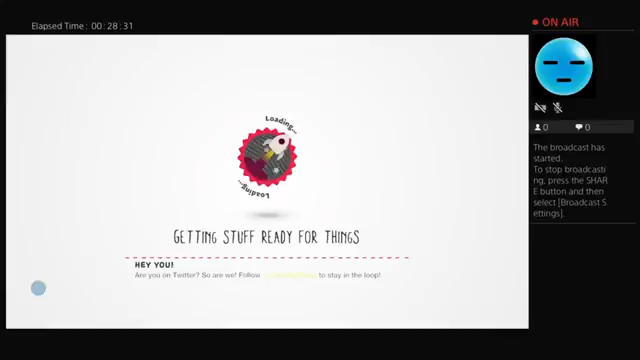 Elapsed Time : 00:28:31
ON AIR
Loading...
Loading...
GETTING STUFF READY FOR THINGS
HEY YOU!
Are you on Twitter? So are we! Follow to stay in the loop!
0 0
The broadcast has
started.
To stop broadcasti
ng, press the SHAR
E button and then
select [Broadcast S
ettings].